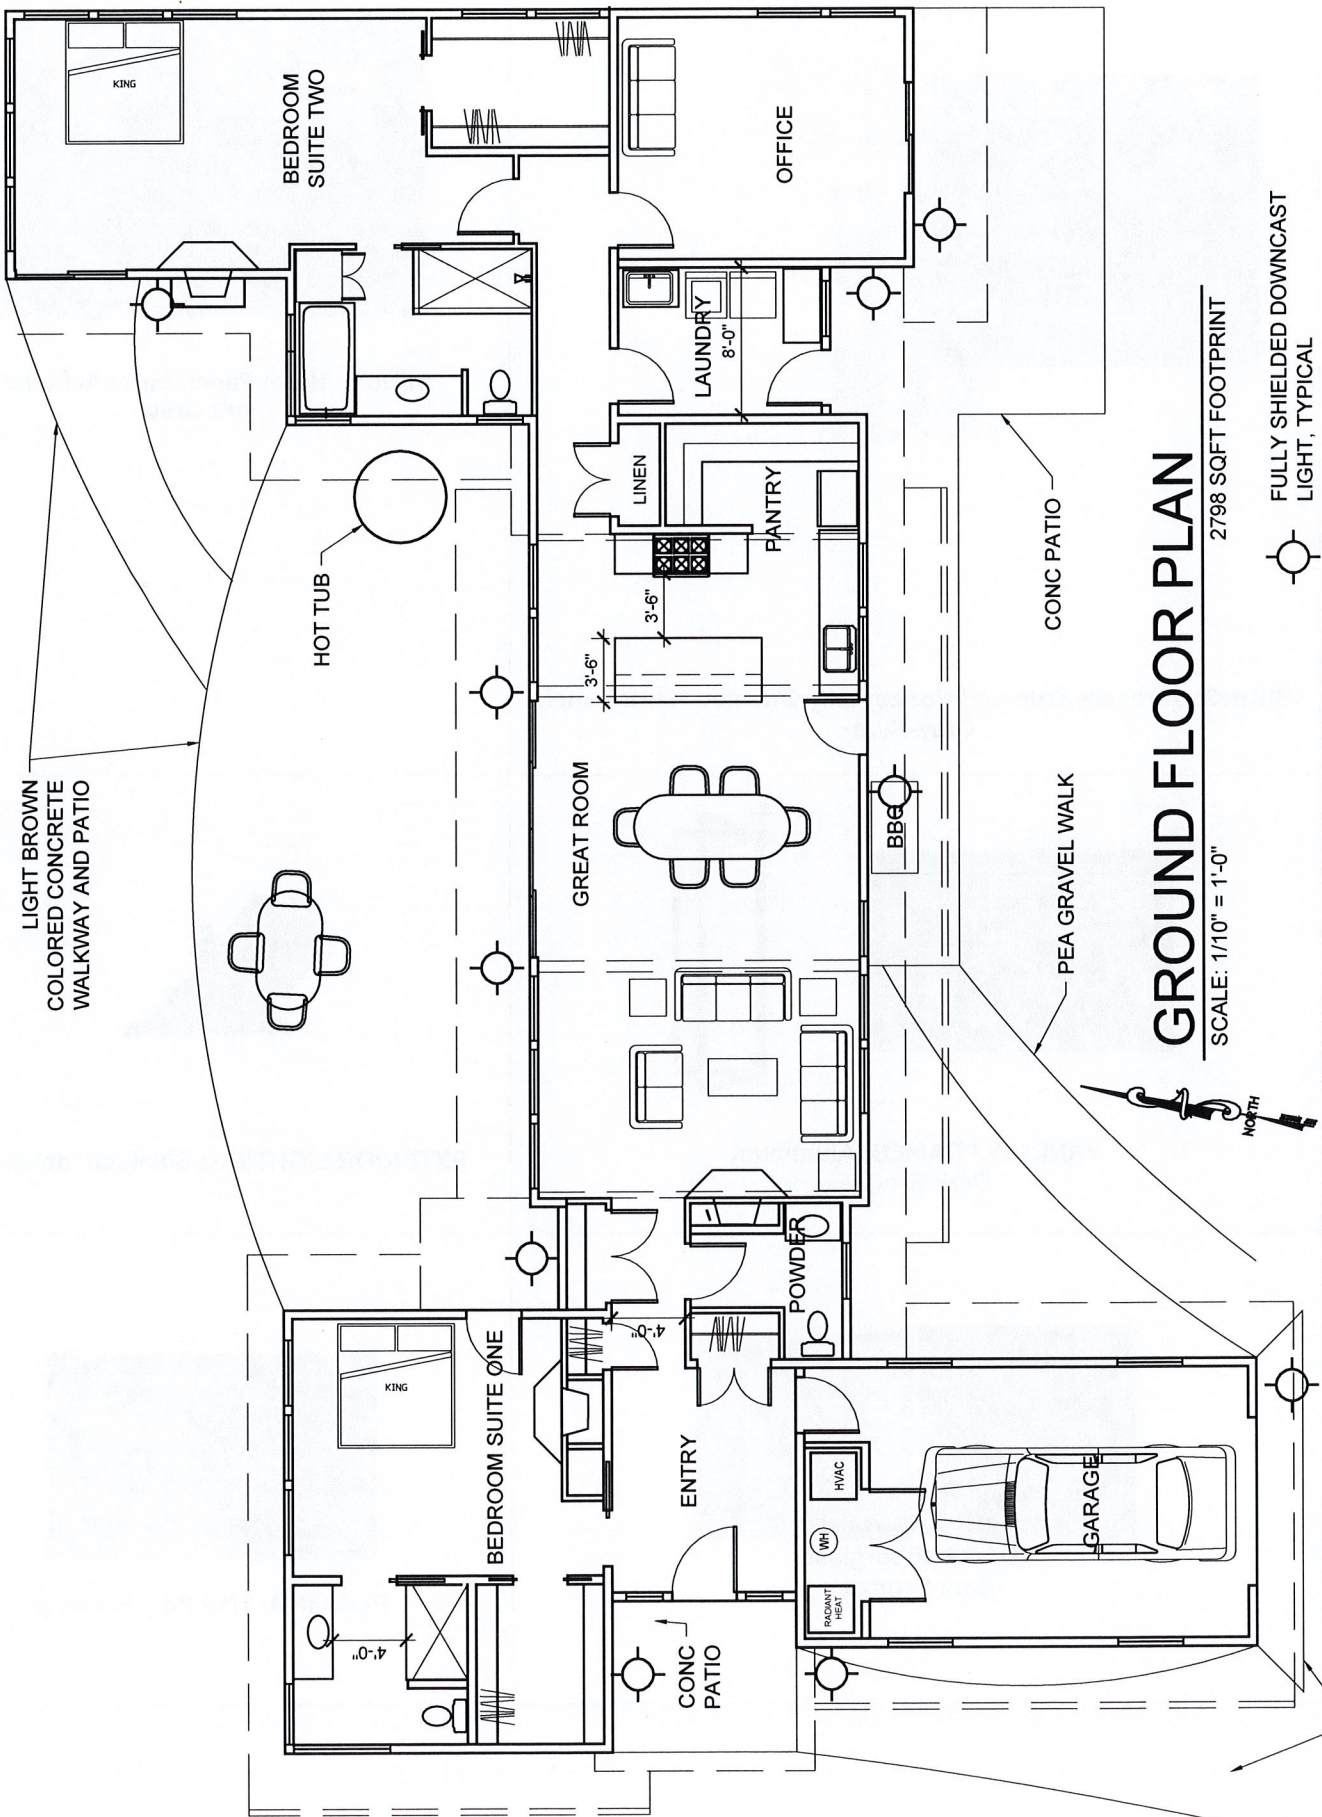 LIGHT BROWN
COLORED CONCRETE
WALKWAY AND PATIO
KING
BEDROOM
SUITE TWO
OFFICE
HOT TUB
LAUNDRY
8'-0"
LINEN
PANTRY
3'-6"
3'-6"
GREAT ROOM
BBQ
CONC PATIO
PEA GRAVEL WALK
KING
BEDROOM SUITE ONE
4'-0"
4'-0"
POWDER
ENTRY
CONC
PATIO
HVAC
WH
RADIANT
HEAT
GARAGE
GROUND FLOOR PLAN
SCALE: 1/10" = 1'-0"
2798 SQFT FOOTPRINT
NORTH
FULLY SHIELDED DOWNCAST
LIGHT, TYPICAL